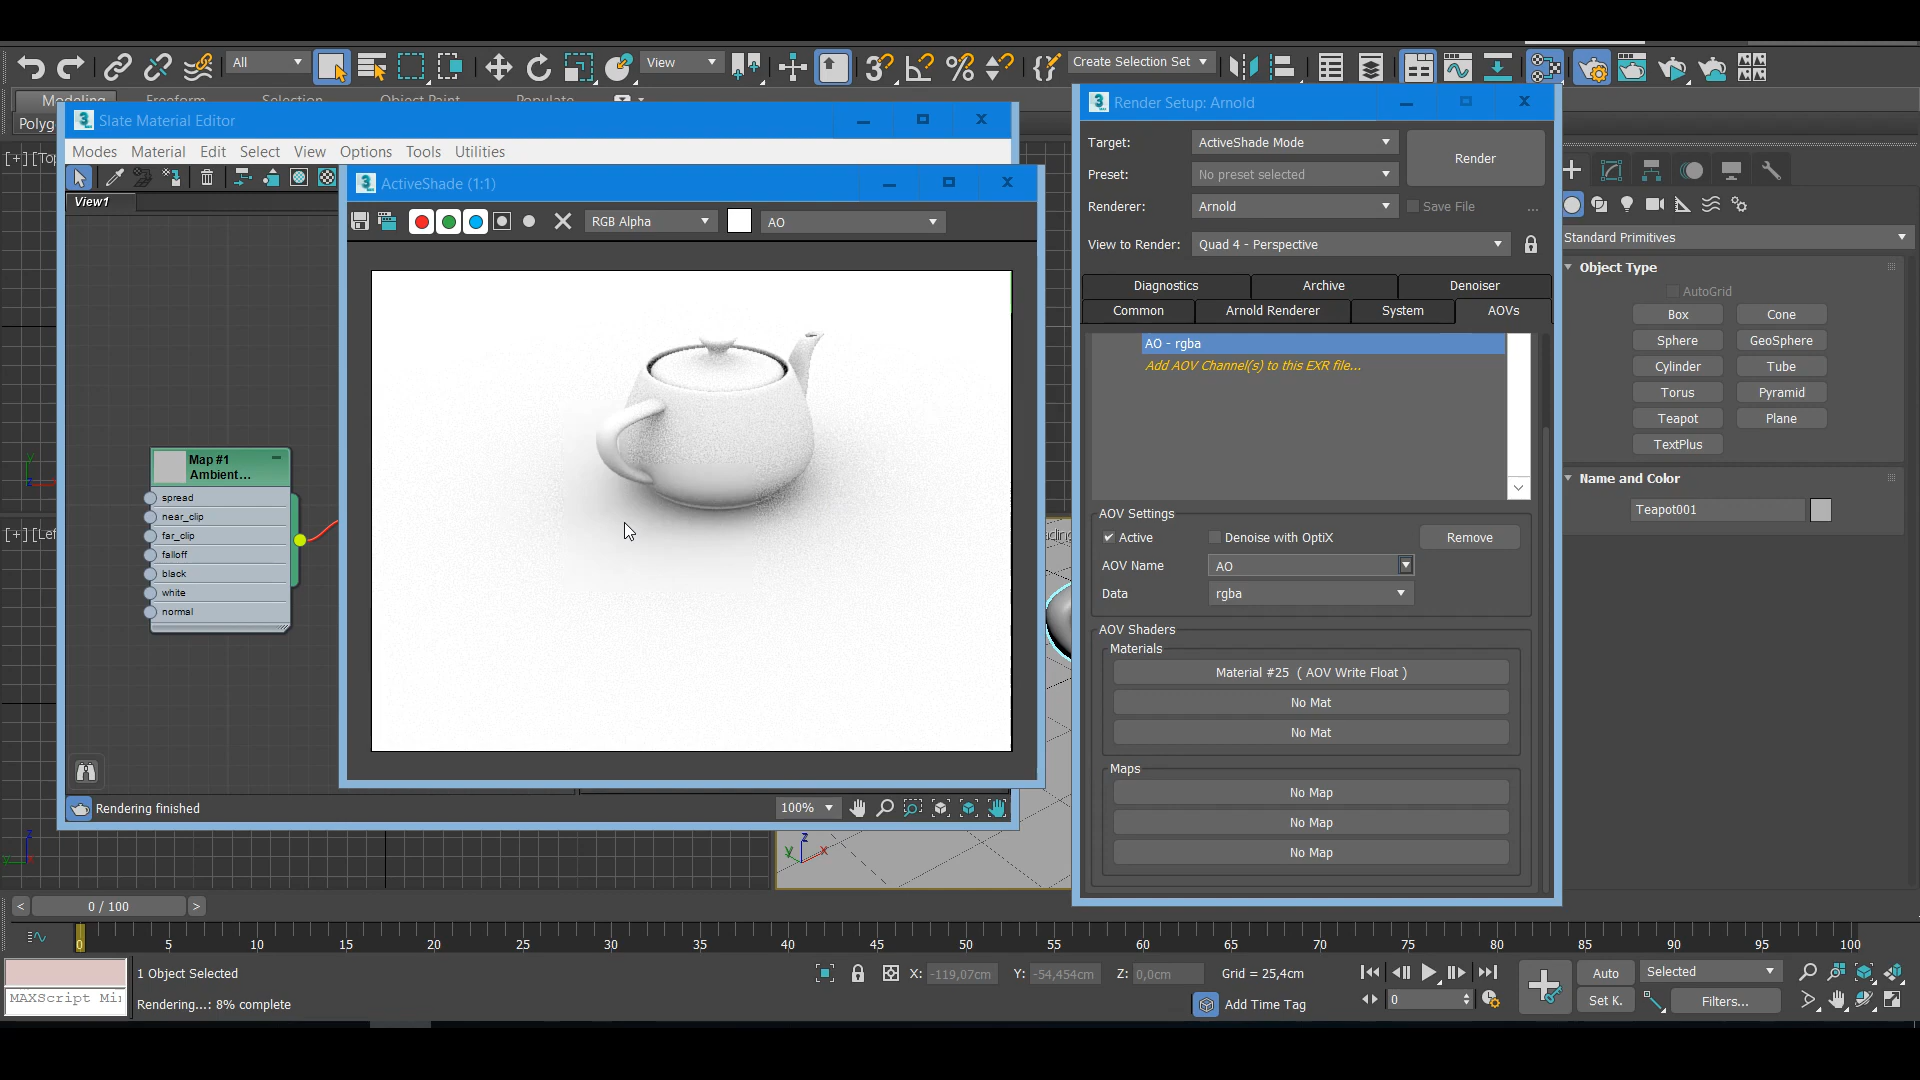 All
View
Create Selection Set
Modeling
Freeform
Selection
Object Paint
Populate
Polyg
Slate Material Editor
Modes Material Edit Select View Options Tools Utilities
View1
[+] [Top
[+] [Lef
Map #1
Ambient...
spread
near_clip
far_clip
falloff
black
white
normal
Rendering finished
100%
ActiveShade (1:1)
RGB Alpha
AO
Render Setup: Arnold
Target:
ActiveShade Mode
Preset:
No preset selected
Renderer:
Arnold
Save File
...
Render
View to Render:
Quad 4 - Perspective
Diagnostics
Archive
Denoiser
Common
Arnold Renderer
System
AOVs
AO - rgba
Add AOV Channel(s) to this EXR file...
AOV Settings
Active
Denoise with OptiX
Remove
AOV Name
AO
Data
rgba
AOV Shaders
Materials
Material #25 ( AOV Write Float )
No Mat
No Mat
Maps
No Map
No Map
No Map
Standard Primitives
Object Type
AutoGrid
Box
Cone
Sphere
GeoSphere
Cylinder
Tube
Torus
Pyramid
Teapot
Plane
TextPlus
Name and Color
Teapot001
z
y
x
< 0 / 100 >
0 5 10 15 20 25 30 35 40 45 50 55 60 65 70 75 80 85 90 95 100
MAXScript Mi
1 Object Selected
Rendering...: 8% complete
X: -119,07cm
Y: -54,454cm
Z: 0,0cm
Grid = 25,4cm
Add Time Tag
0
Auto
Set K.
Selected
Filters...